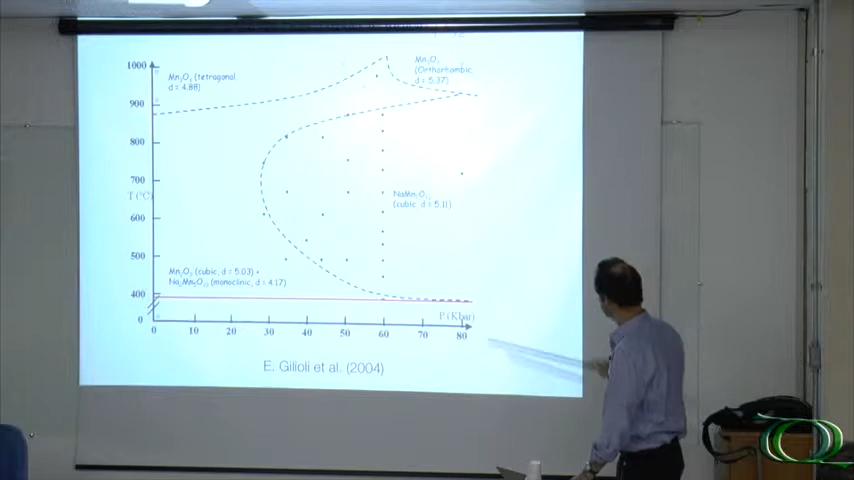 1000
900
800
700
T (°C)
600
500
400
0
Mn₃O₄ (tetragonal
d = 4.88)
Mn₂O₃
(Orthorhombic,
d = 5.37)
NaMn₇O₁₂
(cubic, d = 5.11)
Mn₂O₃ (cubic, d = 5.03) +
(monoclinic, d = 4.17)
P (Kbar)
0 10 20 30 40 50 60 70 80
E. Gilioli et al. (2004)